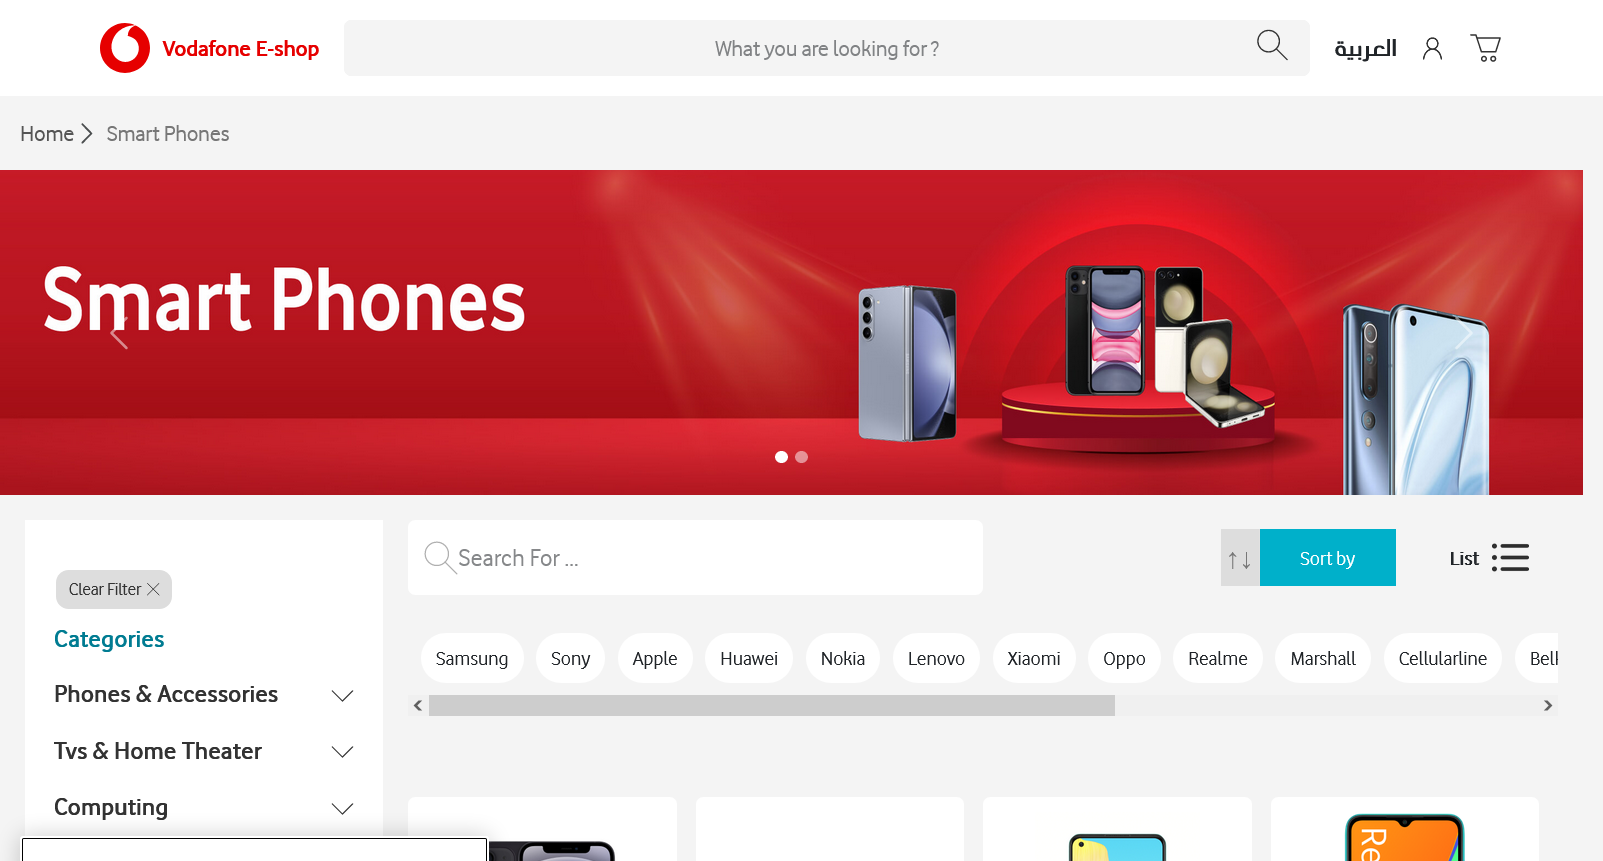 Vodafone E-shop
What you are looking for ?
العربية
Home
Smart Phones
Smart Phones
Search For ...
Sort by
List
Clear Filter
Categories
Phones & Accessories
Tvs & Home Theater
Computing
Samsung
Sony
Apple
Huawei
Nokia
Lenovo
Xiaomi
Oppo
Realme
Marshall
Cellularline